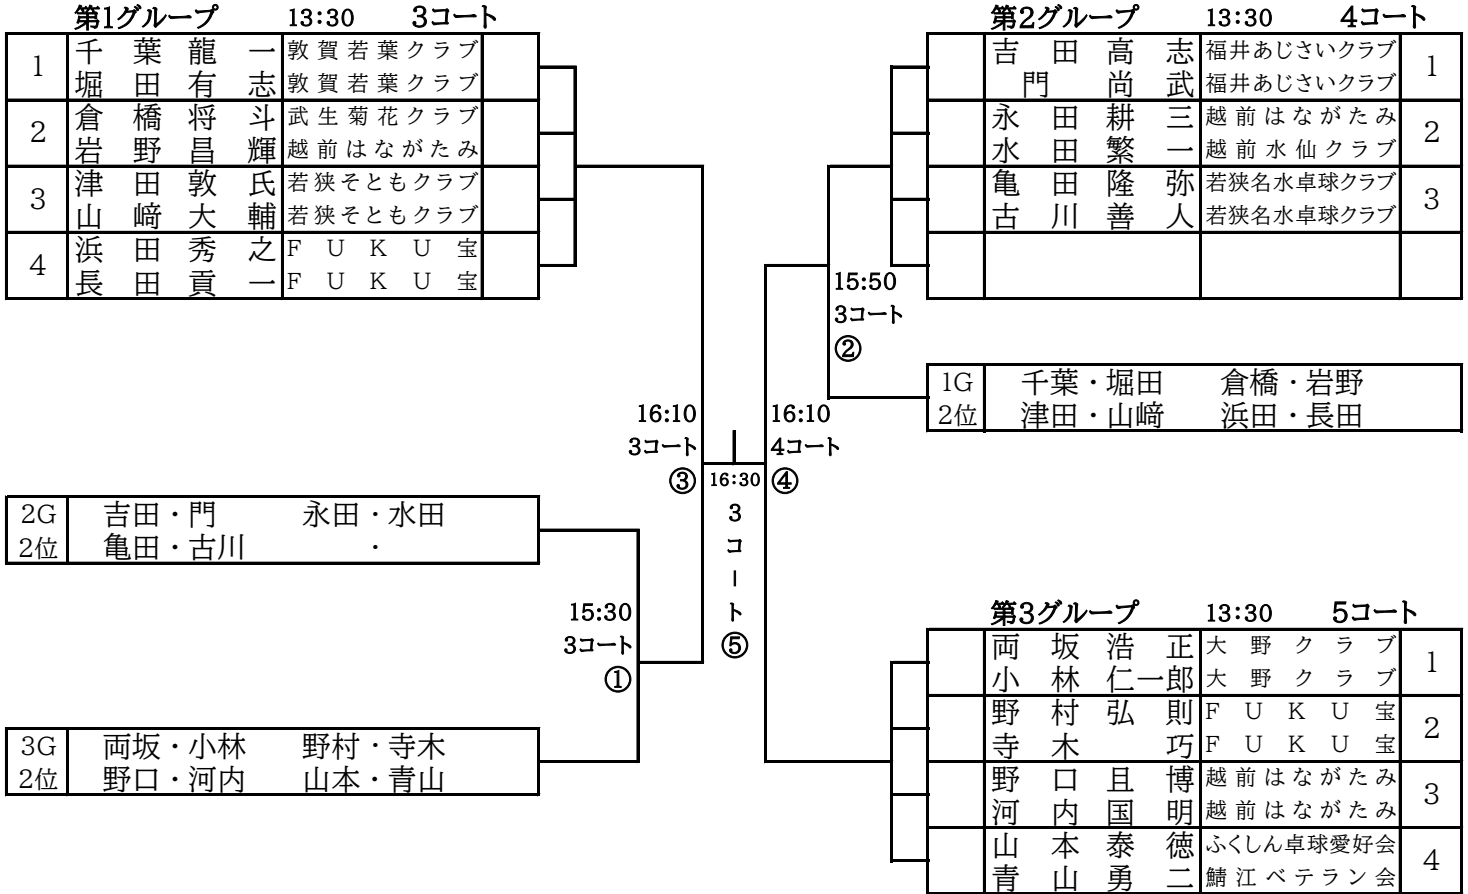 第1グループ 13:30 3コート
1 千葉龍一 敦賀若葉クラブ
堀田有志 敦賀若葉クラブ
2 倉橋将斗 武生菊花クラブ
岩野昌輝 越前はながたみ
3 津田敦氏 若狭そともクラブ
山﨑大輔 若狭そともクラブ
4 浜田秀之 FUKU宝
長田貢一 FUKU宝
第2グループ 13:30 4コート
吉田高志 福井あじさいクラブ 1
門尚武 福井あじさいクラブ
永田耕三 越前はながたみ 2
水田繁一 越前水仙クラブ
亀田隆弥 若狭名水卓球クラブ 3
古川善人 若狭名水卓球クラブ
15:50
3コート
②
1G 千葉・堀田 倉橋・岩野
2位 津田・山﨑 浜田・長田
16:10
3コート
③
16:10
4コート
④
16:30
3コート
⑤
2G 吉田・門 永田・水田
2位 亀田・古川 ・
15:30
3コート
①
3G 両坂・小林 野村・寺木
2位 野口・河内 山本・青山
第3グループ 13:30 5コート
両坂浩正 大野クラブ 1
小林仁一郎 大野クラブ
野村弘則 FUKU宝 2
寺木巧 FUKU宝
野口且博 越前はながたみ 3
河内国明 越前はながたみ
山本泰徳 ふくしん卓球愛好会 4
青山勇二 鯖江ベテラン会